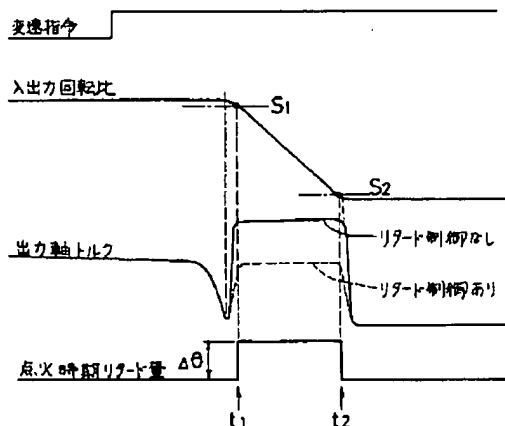 変速指令
入出力回転比
S1
S2
出力軸トルク
リタード制御なし
リタード制御あり
Δθ
点火時期リタード量
t1
t2